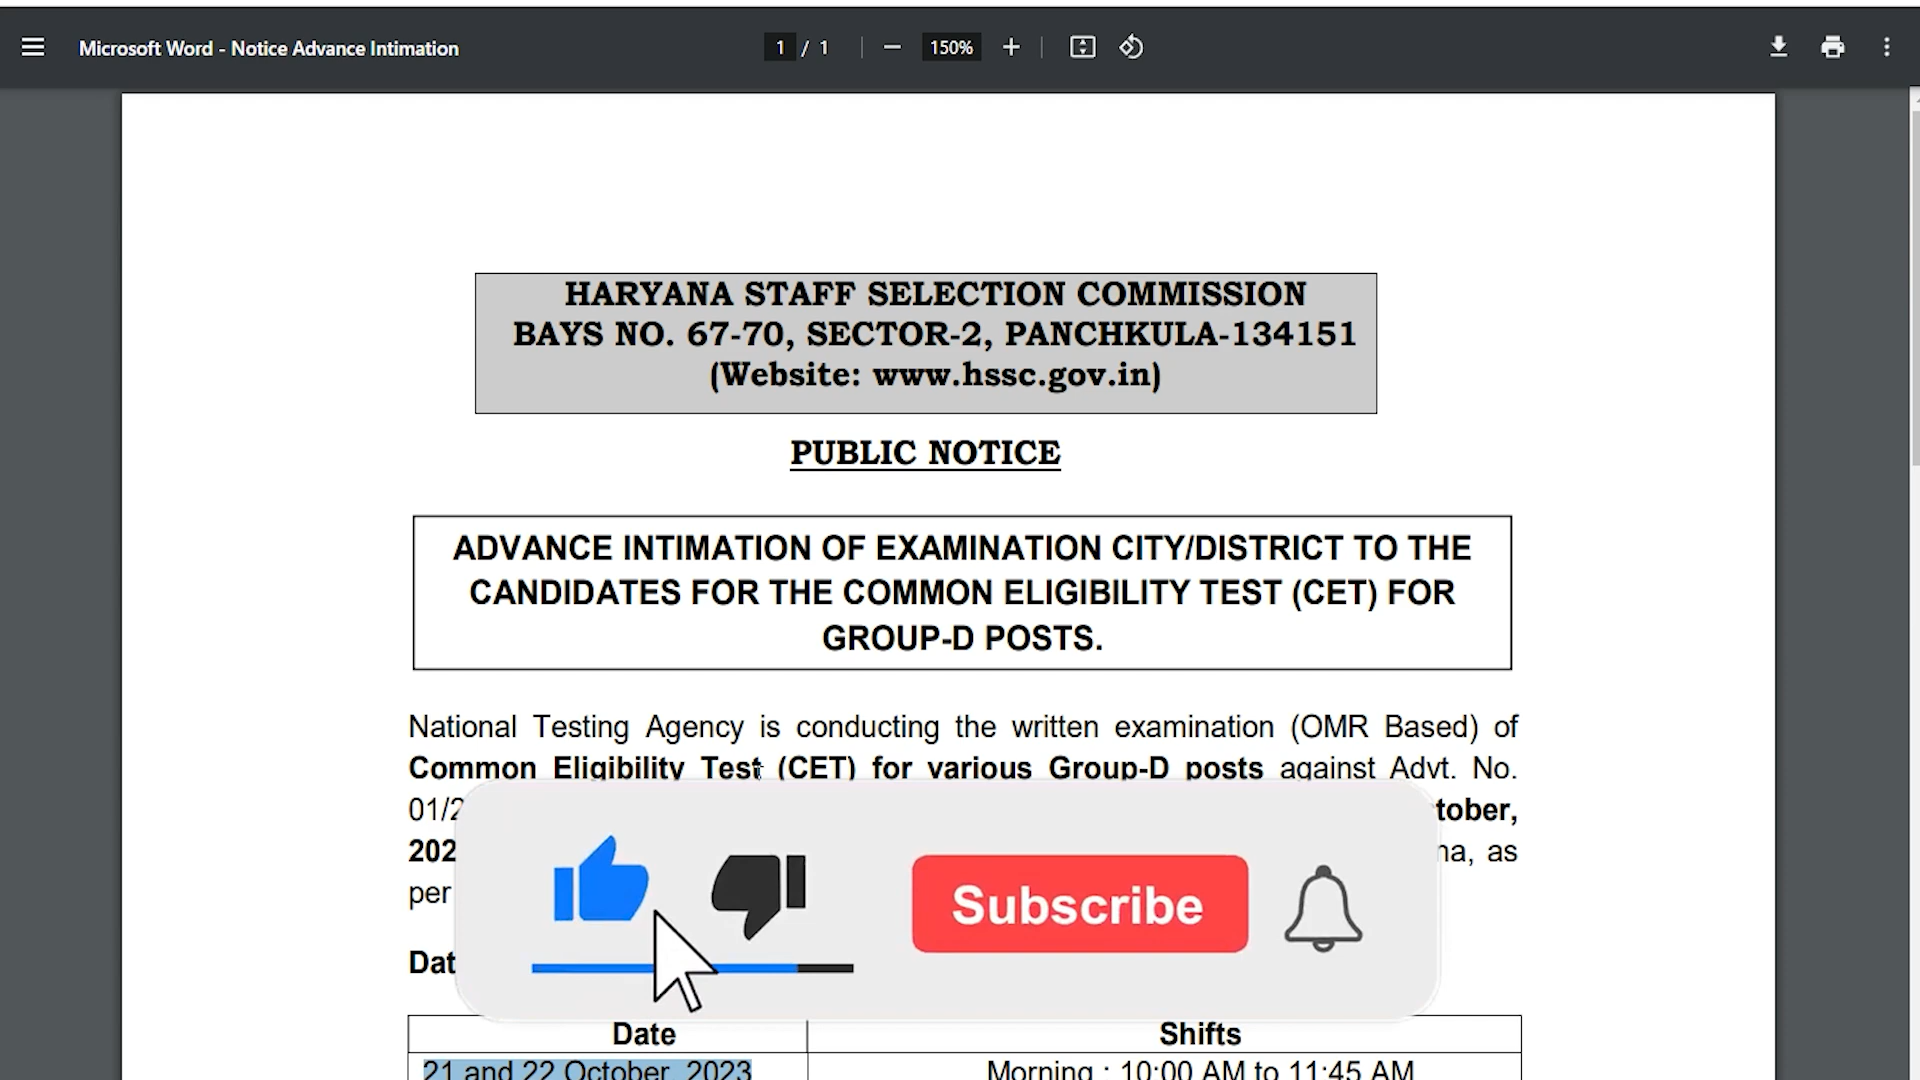 Microsoft Word - Notice Advance Intimation
1 / 1
150%
HARYANA STAFF SELECTION COMMISSION
BAYS NO. 67-70, SECTOR-2, PANCHKULA-134151
(Website: www.hssc.gov.in)
PUBLIC NOTICE
ADVANCE INTIMATION OF EXAMINATION CITY/DISTRICT TO THE
CANDIDATES FOR THE COMMON ELIGIBILITY TEST (CET) FOR
GROUP-D POSTS.
National Testing Agency is conducting the written examination (OMR Based) of
Common Eligibility Test (CET) for various Group-D posts against Advt. No.
01/2 tober,
202 na, as
per
Dat
Subscribe
Date Shifts
21 and 22 October, 2023 Morning : 10:00 AM to 11:45 AM